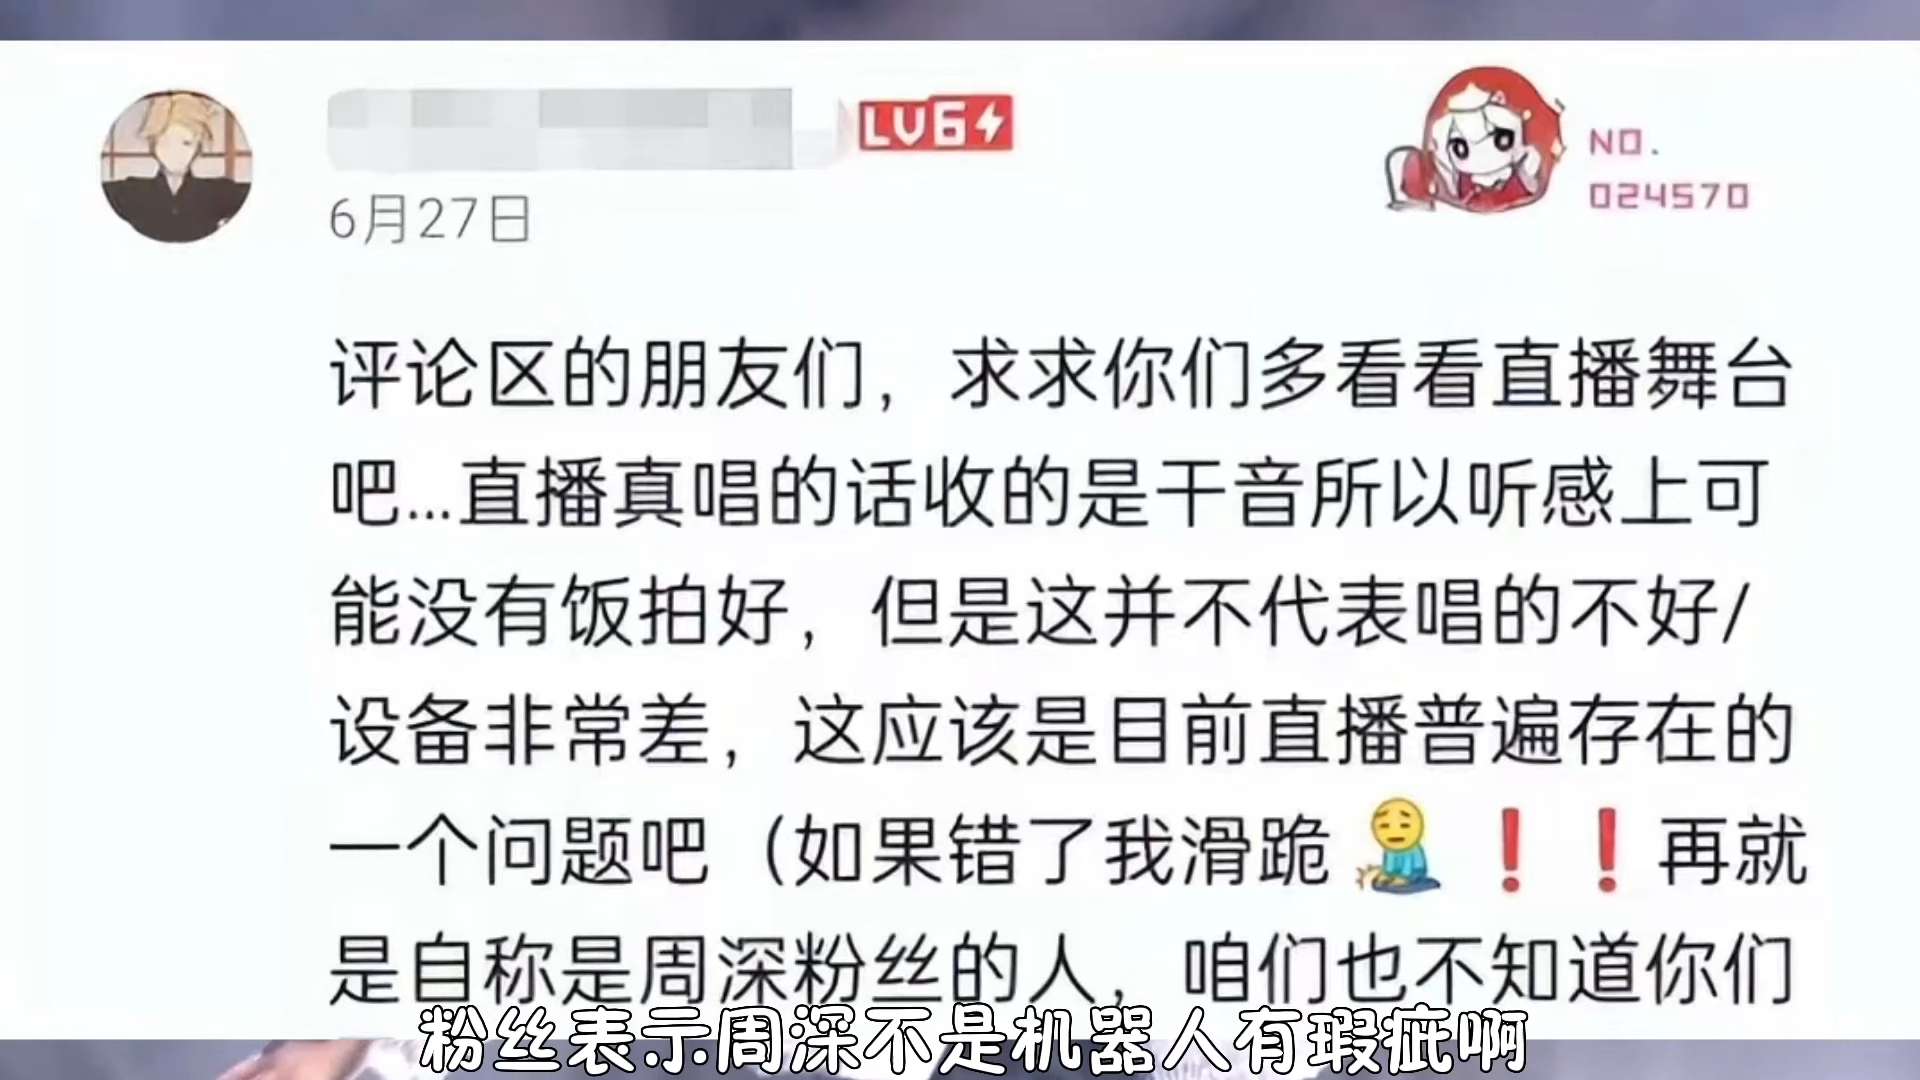 LV6
NO.
024570
6月27日
评论区的朋友们，求求你们多看看直播舞台
吧...直播真唱的话收的是干音所以听感上可
能没有饭拍好，但是这并不代表唱的不好/
设备非常差，这应该是目前直播普遍存在的
一个问题吧（如果错了我滑跪❗❗再就
是自称是周深粉丝的人，咱们也不知道你们
粉丝表示周深不是机器人有瑕疵啊